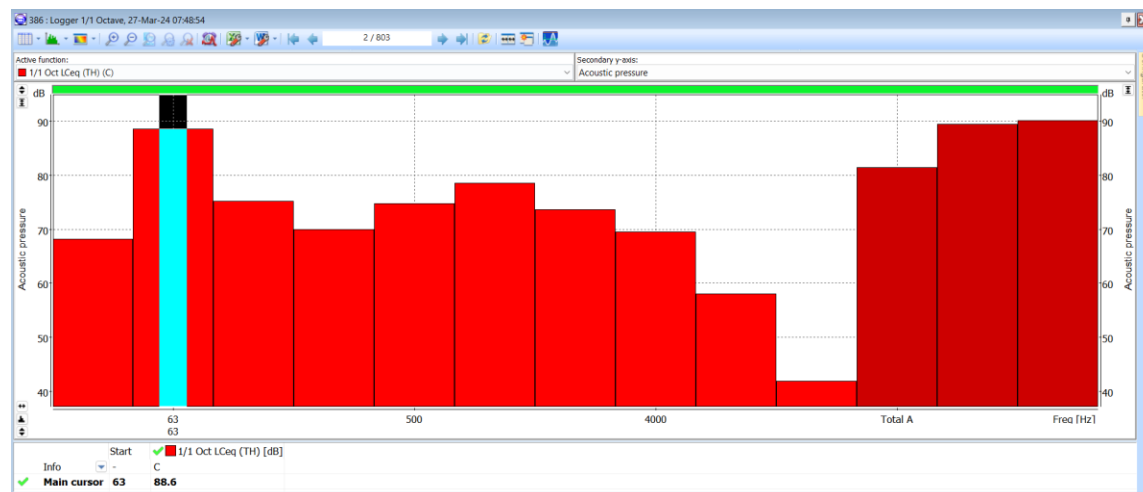 386 : Logger 1/1 Octave, 27-Mar-24 07:48:54
2 / 803
Active function:
Secondary y-axis:
1/1 Oct LCeq (TH) (C)
Acoustic pressure
dB
dB
90
90
80
80
70
70
60
60
50
50
40
40
Acoustic pressure
Acoustic pressure
63
500
4000
Total A
Freq [Hz]
63
Start
1/1 Oct LCeq (TH) [dB]
Info
-
C
Main cursor
63
88.6